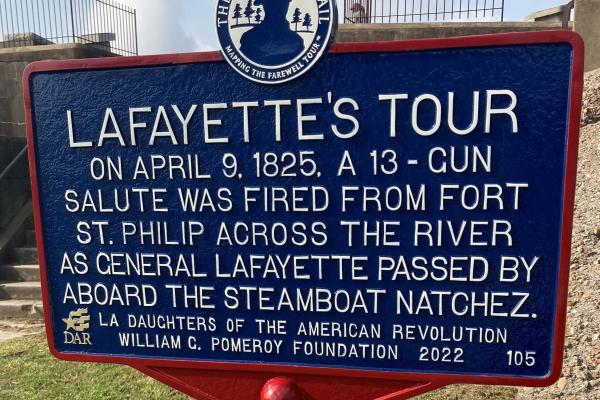 MAPPING THE FAREWELL TOUR
LAFAYETTE'S TOUR
ON APRIL 9, 1825, A 13-GUN
SALUTE WAS FIRED FROM FORT
ST. PHILIP ACROSS THE RIVER
AS GENERAL LAFAYETTE PASSED BY
ABOARD THE STEAMBOAT NATCHEZ.
LA DAUGHTERS OF THE AMERICAN REVOLUTION
WILLIAM G. POMEROY FOUNDATION 2022 105
DAR